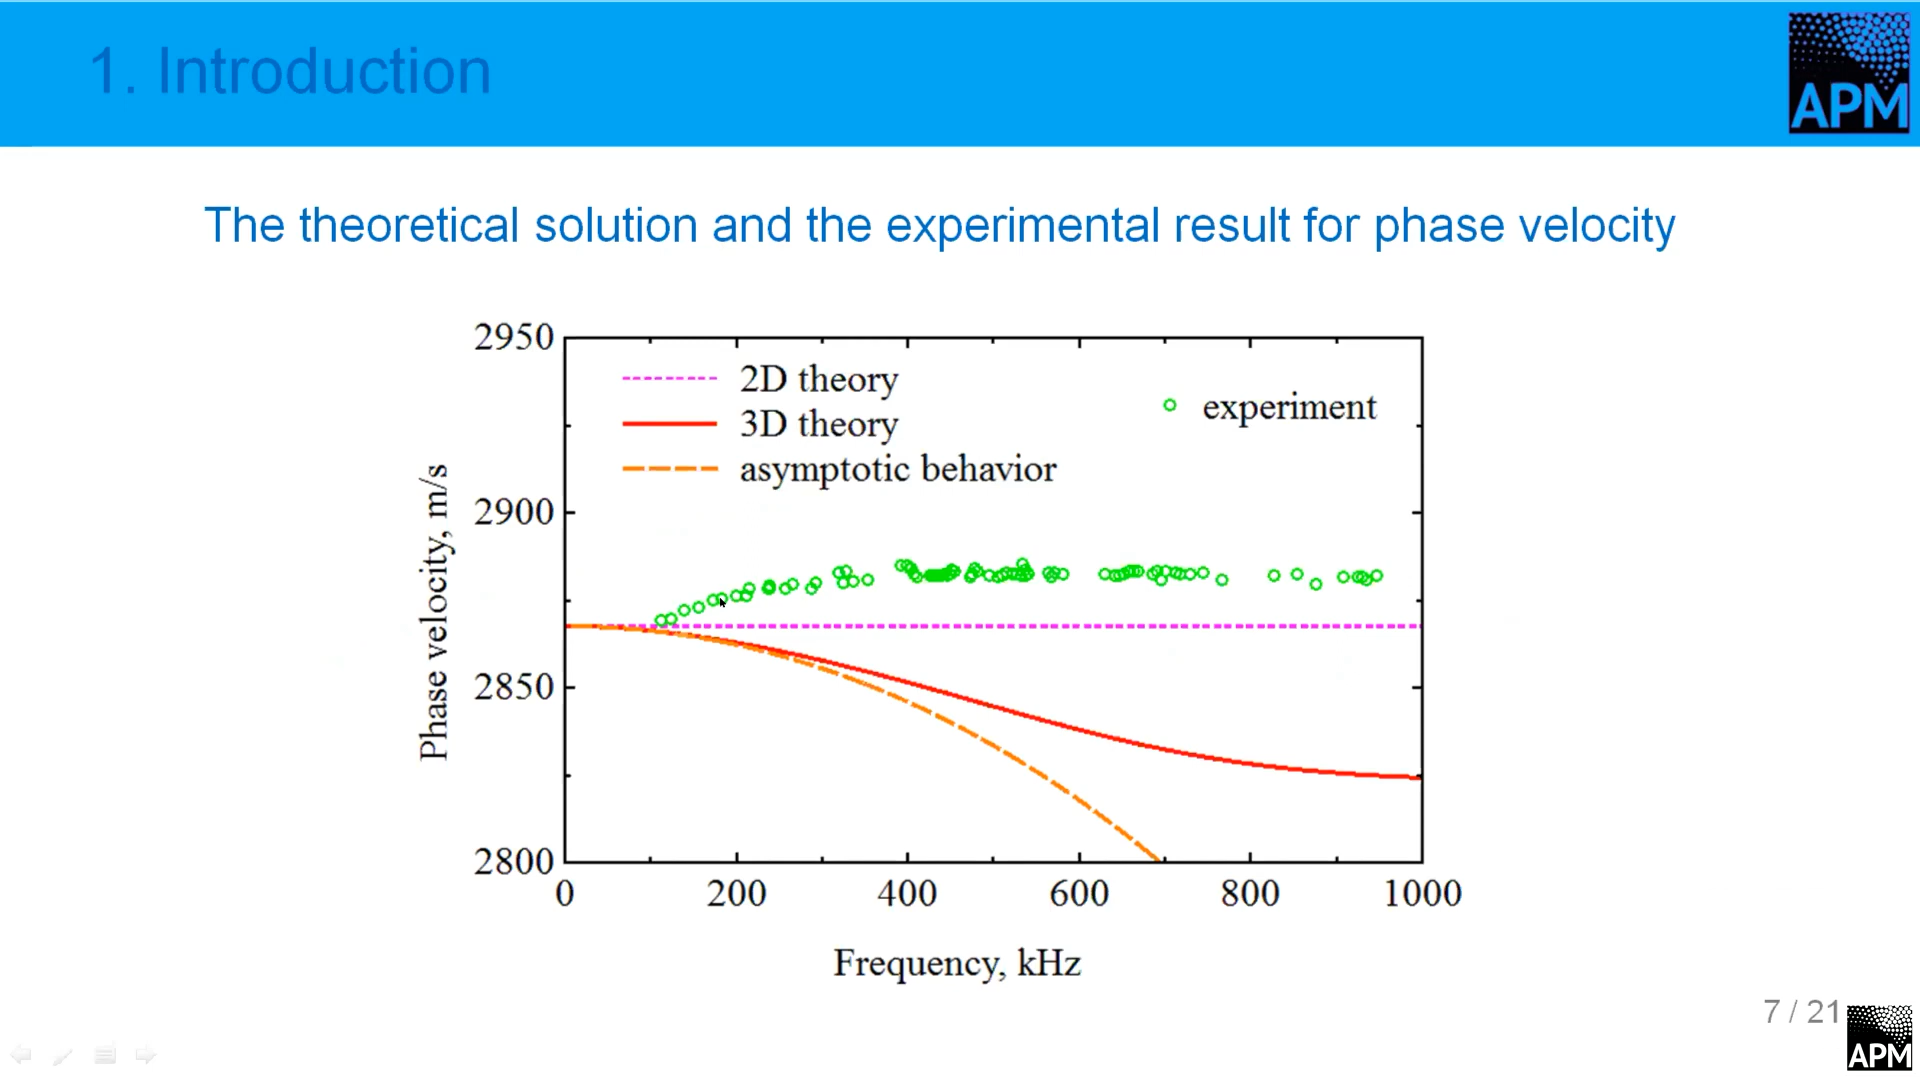 1. Introduction
APM
The theoretical solution and the experimental result for phase velocity
2950
2D theory
3D theory
asymptotic behavior
experiment
2900
2850
2800
Phase velocity, m/s
0 200 400 600 800 1000
Frequency, kHz
7 / 21
APM